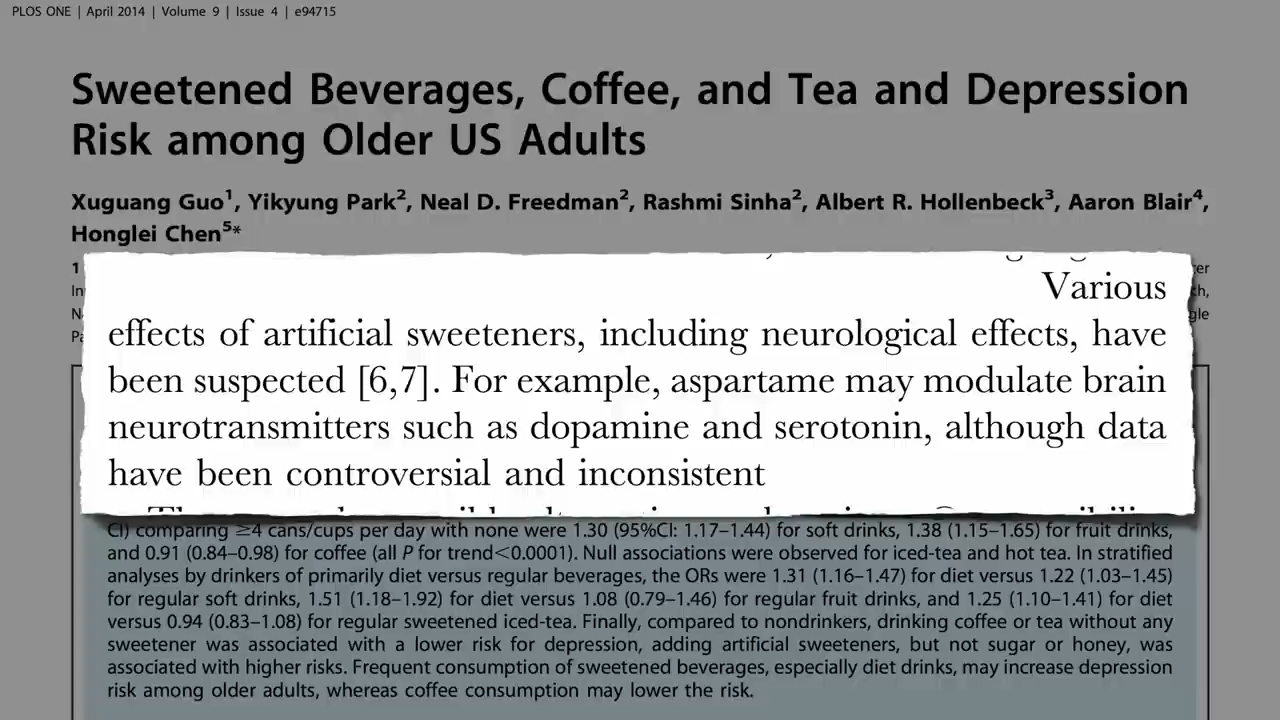 PLOS ONE | April 2014 | Volume 9 | Issue 4 | e94715
Sweetened Beverages, Coffee, and Tea and Depression
Risk among Older US Adults
Xuguang Guo1, Yikyung Park2, Neal D. Freedman2, Rashmi Sinha2, Albert R. Hollenbeck3, Aaron Blair4,
Honglei Chen5*
1
Various
effects of artificial sweeteners, including neurological effects, have
been suspected [6,7]. For example, aspartame may modulate brain
neurotransmitters such as dopamine and serotonin, although data
have been controversial and inconsistent
CI) comparing ≥4 cans/cups per day with none were 1.30 (95%CI: 1.17–1.44) for soft drinks, 1.38 (1.15–1.65) for fruit drinks,
and 0.91 (0.84–0.98) for coffee (all P for trend<0.0001). Null associations were observed for iced-tea and hot tea. In stratified
analyses by drinkers of primarily diet versus regular beverages, the ORs were 1.31 (1.16–1.47) for diet versus 1.22 (1.03–1.45)
for regular soft drinks, 1.51 (1.18–1.92) for diet versus 1.08 (0.79–1.46) for regular fruit drinks, and 1.25 (1.10–1.41) for diet
versus 0.94 (0.83–1.08) for regular sweetened iced-tea. Finally, compared to nondrinkers, drinking coffee or tea without any
sweetener was associated with a lower risk for depression, adding artificial sweeteners, but not sugar or honey, was
associated with higher risks. Frequent consumption of sweetened beverages, especially diet drinks, may increase depression
risk among older adults, whereas coffee consumption may lower the risk.